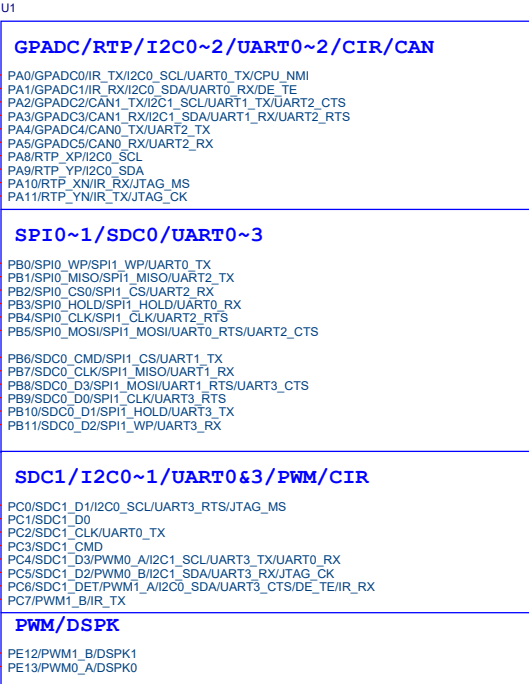 U1
GPADC/RTP/I2C0~2/UART0~2/CIR/CAN
PA0/GPADC0/IR_TX/I2C0_SCL/UART0_TX/CPU_NMI
PA1/GPADC1/IR_RX/I2C0_SDA/UART0_RX/DE_TE
PA2/GPADC2/CAN1_TX/I2C1_SCL/UART1_TX/UART2_CTS
PA3/GPADC3/CAN1_RX/I2C1_SDA/UART1_RX/UART2_RTS
PA4/GPADC4/CAN0_TX/UART2_TX
PA5/GPADC5/CAN0_RX/UART2_RX
PA8/RTP_XP/I2C0_SCL
PA9/RTP_YP/I2C0_SDA
PA10/RTP_XN/IR_RX/JTAG_MS
PA11/RTP_YN/IR_TX/JTAG_CK
SPI0~1/SDC0/UART0~3
PB0/SPI0_WP/SPI1_WP/UART0_TX
PB1/SPI0_MISO/SPI1_MISO/UART2_TX
PB2/SPI0_CS0/SPI1_CS/UART2_RX
PB3/SPI0_HOLD/SPI1_HOLD/UART0_RX
PB4/SPI0_CLK/SPI1_CLK/UART2_RTS
PB5/SPI0_MOSI/SPI1_MOSI/UART0_RTS/UART2_CTS
PB6/SDC0_CMD/SPI1_CS/UART1_TX
PB7/SDC0_CLK/SPI1_MISO/UART1_RX
PB8/SDC0_D3/SPI1_MOSI/UART1_RTS/UART3_CTS
PB9/SDC0_D0/SPI1_CLK/UART3_RTS
PB10/SDC0_D1/SPI1_HOLD/UART3_TX
PB11/SDC0_D2/SPI1_WP/UART3_RX
SDC1/I2C0~1/UART0&3/PWM/CIR
PC0/SDC1_D1/I2C0_SCL/UART3_RTS/JTAG_MS
PC1/SDC1_D0
PC2/SDC1_CLK/UART0_TX
PC3/SDC1_CMD
PC4/SDC1_D3/PWM0_A/I2C1_SCL/UART3_TX/UART0_RX
PC5/SDC1_D2/PWM0_B/I2C1_SDA/UART3_RX/JTAG_CK
PC6/SDC1_DET/PWM1_A/I2C0_SDA/UART3_CTS/DE_TE/IR_RX
PC7/PWM1_B/IR_TX
PWM/DSPK
PE12/PWM1_B/DSPK1
PE13/PWM0_A/DSPK0